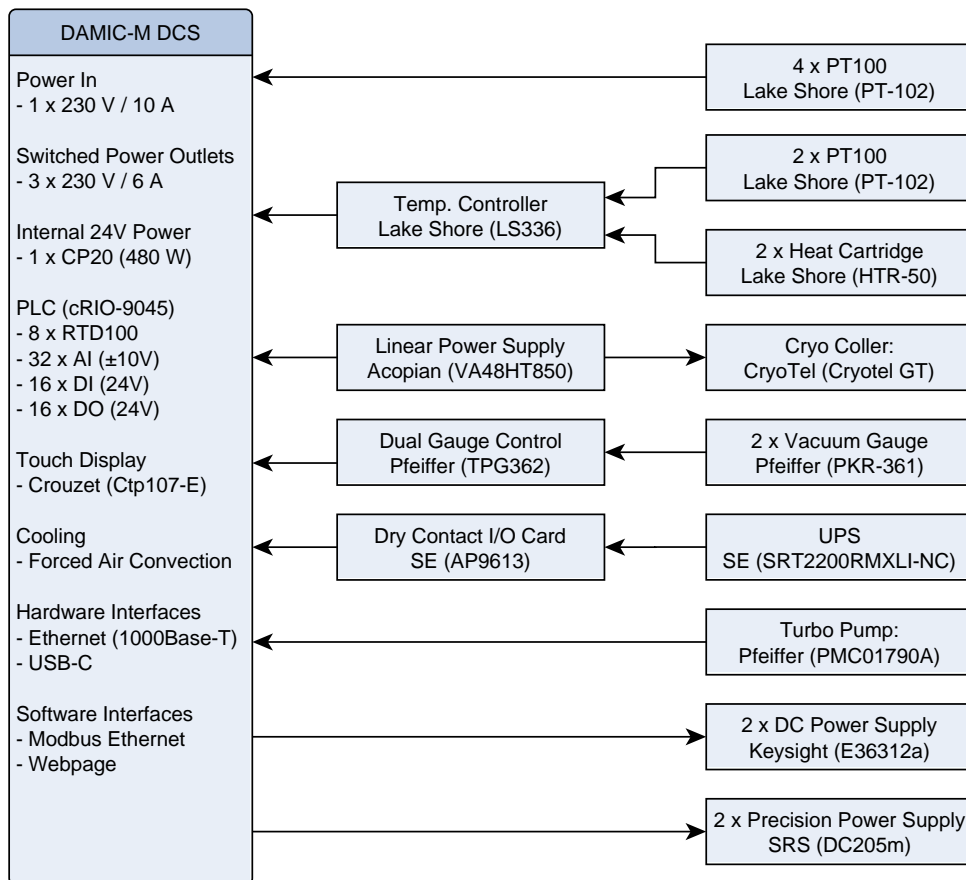 DAMIC-M DCS
Power In
- 1 x 230 V / 10 A
Switched Power Outlets
- 3 x 230 V / 6 A
Internal 24V Power
- 1 x CP20 (480 W)
PLC (cRIO-9045)
- 8 x RTD100
- 32 x AI (±10V)
- 16 x DI (24V)
- 16 x DO (24V)
Touch Display
- Crouzet (Ctp107-E)
Cooling
- Forced Air Convection
Hardware Interfaces
- Ethernet (1000Base-T)
- USB-C
Software Interfaces
- Modbus Ethernet
- Webpage
Temp. Controller
Lake Shore (LS336)
Linear Power Supply
Acopian (VA48HT850)
Dual Gauge Control
Pfeiffer (TPG362)
Dry Contact I/O Card
SE (AP9613)
4 x PT100
Lake Shore (PT-102)
2 x PT100
Lake Shore (PT-102)
2 x Heat Cartridge
Lake Shore (HTR-50)
Cryo Coller:
CryoTel (Cryotel GT)
2 x Vacuum Gauge
Pfeiffer (PKR-361)
UPS
SE (SRT2200RMXLI-NC)
Turbo Pump:
Pfeiffer (PMC01790A)
2 x DC Power Supply
Keysight (E36312a)
2 x Precision Power Supply
SRS (DC205m)